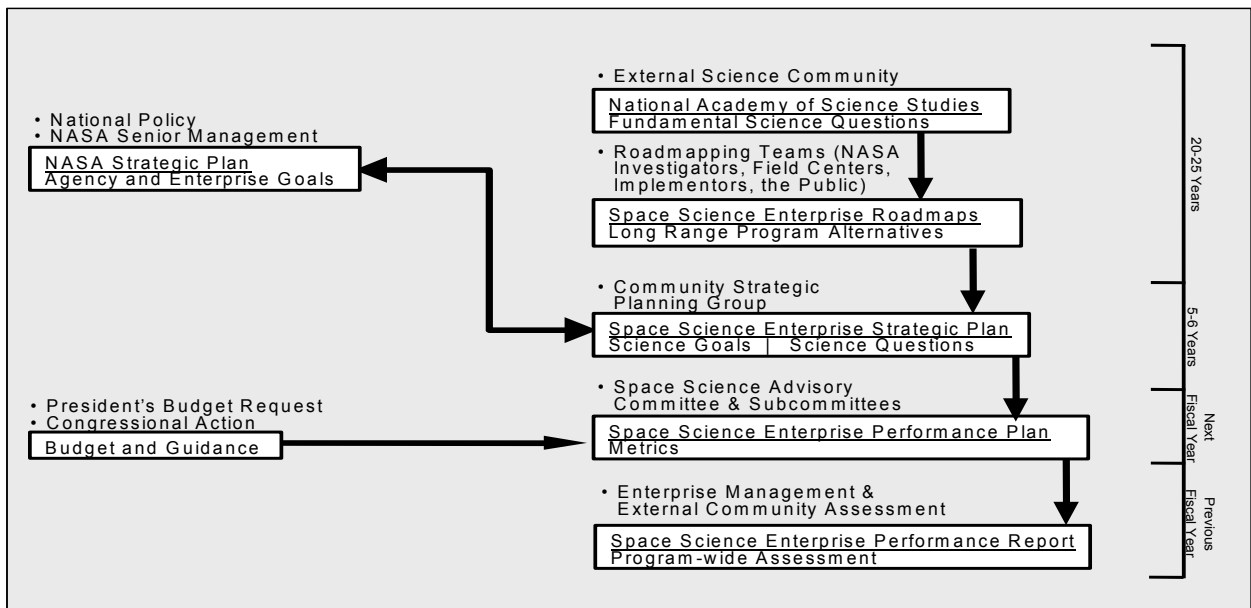 • External Science Community
National Academy of Science Studies
Fundamental Science Questions
• National Policy
• NASA Senior Management
NASA Strategic Plan
Agency and Enterprise Goals
• Roadmapping Teams (NASA
Investigators, Field Centers,
Implementors, the Public)
Space Science Enterprise Roadmaps
Long Range Program Alternatives
20-25 Years
• Community Strategic
Planning Group
Space Science Enterprise Strategic Plan
Science Goals | Science Questions
5-6 Years
• President's Budget Request
• Congressional Action
Budget and Guidance
• Space Science Advisory
Committee & Subcommittees
Space Science Enterprise Performance Plan
Metrics
Next
Fiscal Year
• Enterprise Management &
External Community Assessment
Space Science Enterprise Performance Report
Program-wide Assessment
Previous
Fiscal Year